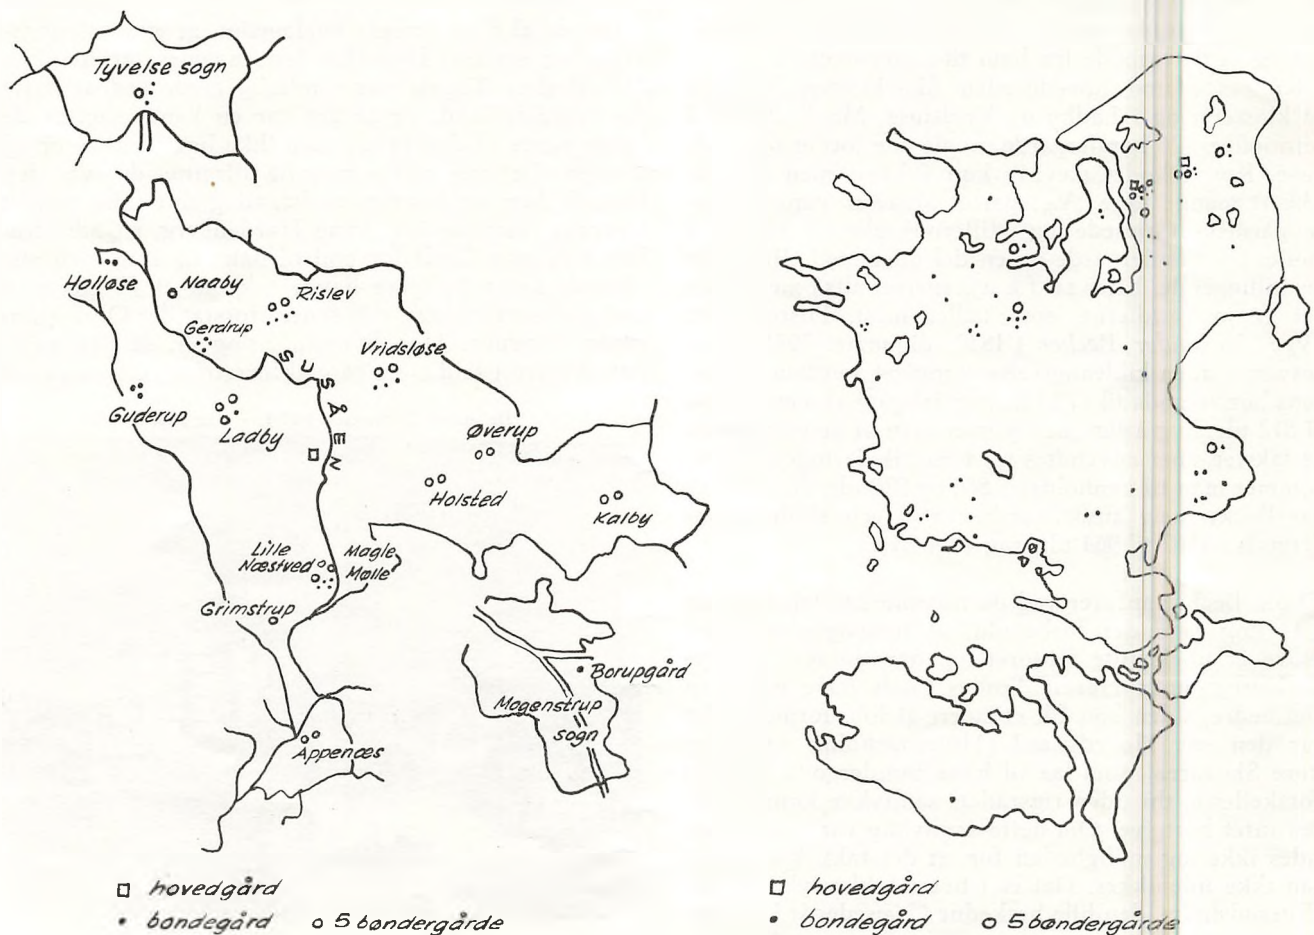 Tyvelse sogn
Holløse
Naaby
Rislev
Gerdrup
Vridsløse
SUSÅEN
Guderup
Ladby
Øverup
Holsted
Kalby
Lille
Næstved
Magle
Mølle
Grimstrup
Borupgård
Mogenstrup
sogn
Appenæs
hovedgård
bondegård 5 bøndergårde
hovedgård
bondegård 5 bøndergårde